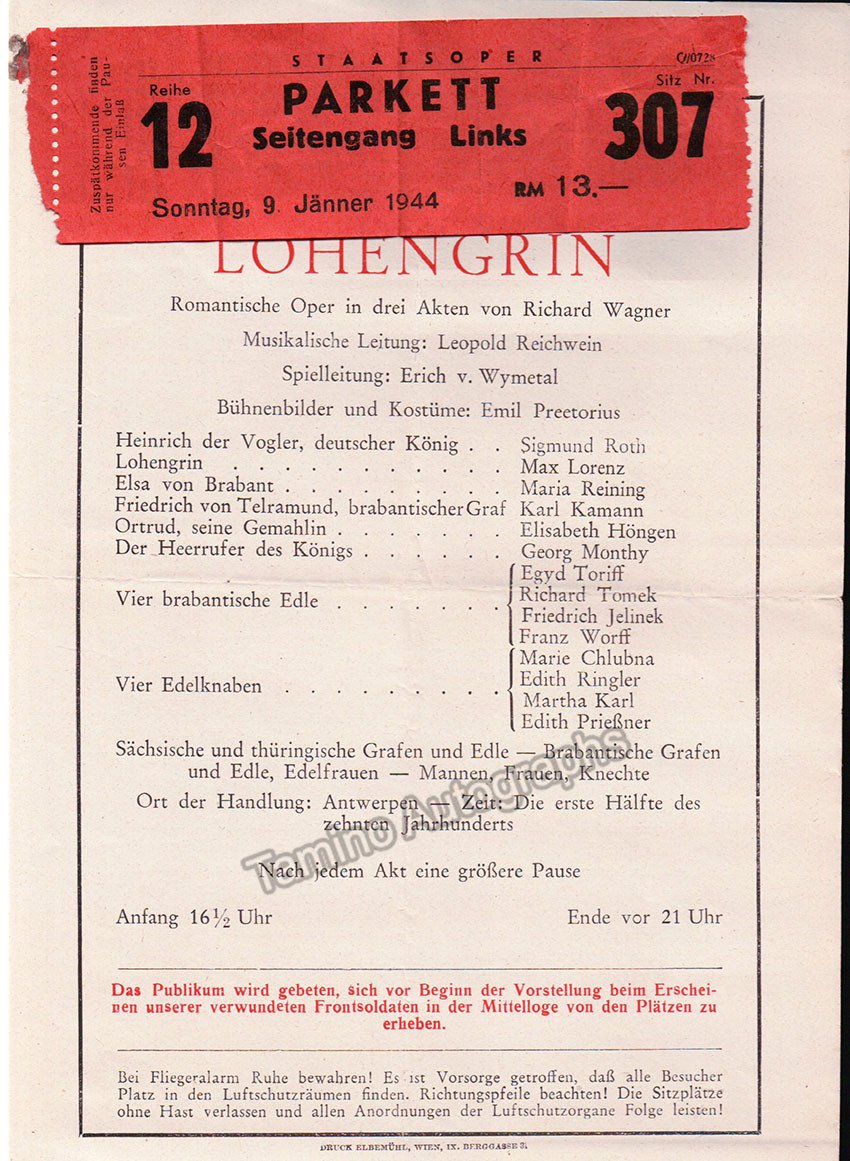 Zuspätkommende finden
nur während der Pau-
sen Einlaß
STAATSOPER
Reihe
12
PARKETT
Seitengang Links
Sitz Nr.
307
Sonntag, 9. Jänner 1944
RM 13.—
LOHENGRIN
Romantische Oper in drei Akten von Richard Wagner
Musikalische Leitung: Leopold Reichwein
Spielleitung: Erich v. Wymetal
Bühnenbilder und Kostüme: Emil Preetorius
Heinrich der Vogler, deutscher König . . Sigmund Roth
Lohengrin . . . . . . . . . . . Max Lorenz
Elsa von Brabant . . . . . . . . . Maria Reining
Friedrich von Telramund, brabantischer Graf Karl Kamann
Ortrud, seine Gemahlin . . . . . . . Elisabeth Höngen
Der Heerrufer des Königs . . . . . . Georg Monthy
Vier brabantische Edle . . . . . . .
Egyd Toriff
Richard Tomek
Friedrich Jelinek
Franz Worff
Vier Edelknaben . . . . . . . . .
Marie Chlubna
Edith Ringler
Martha Karl
Edith Prießner
Sächsische und thüringische Grafen und Edle — Brabantische Grafen
und Edle, Edelfrauen — Mannen, Frauen, Knechte
Ort der Handlung: Antwerpen — Zeit: Die erste Hälfte des
zehnten Jahrhunderts
Tamino Autographs
Nach jedem Akt eine größere Pause
Anfang 16½ Uhr Ende vor 21 Uhr
Das Publikum wird gebeten, sich vor Beginn der Vorstellung beim Erschei-
nen unserer verwundeten Frontsoldaten in der Mittelloge von den Plätzen zu
erheben.
Bei Fliegeralarm Ruhe bewahren! Es ist Vorsorge getroffen, daß alle Besucher
Platz in den Luftschutzräumen finden. Richtungspfeile beachten! Die Sitzplätze
ohne Hast verlassen und allen Anordnungen der Luftschutzorgane Folge leisten!
DRUCK ELBEMÜHL, WIEN, IX. BERGGASSE